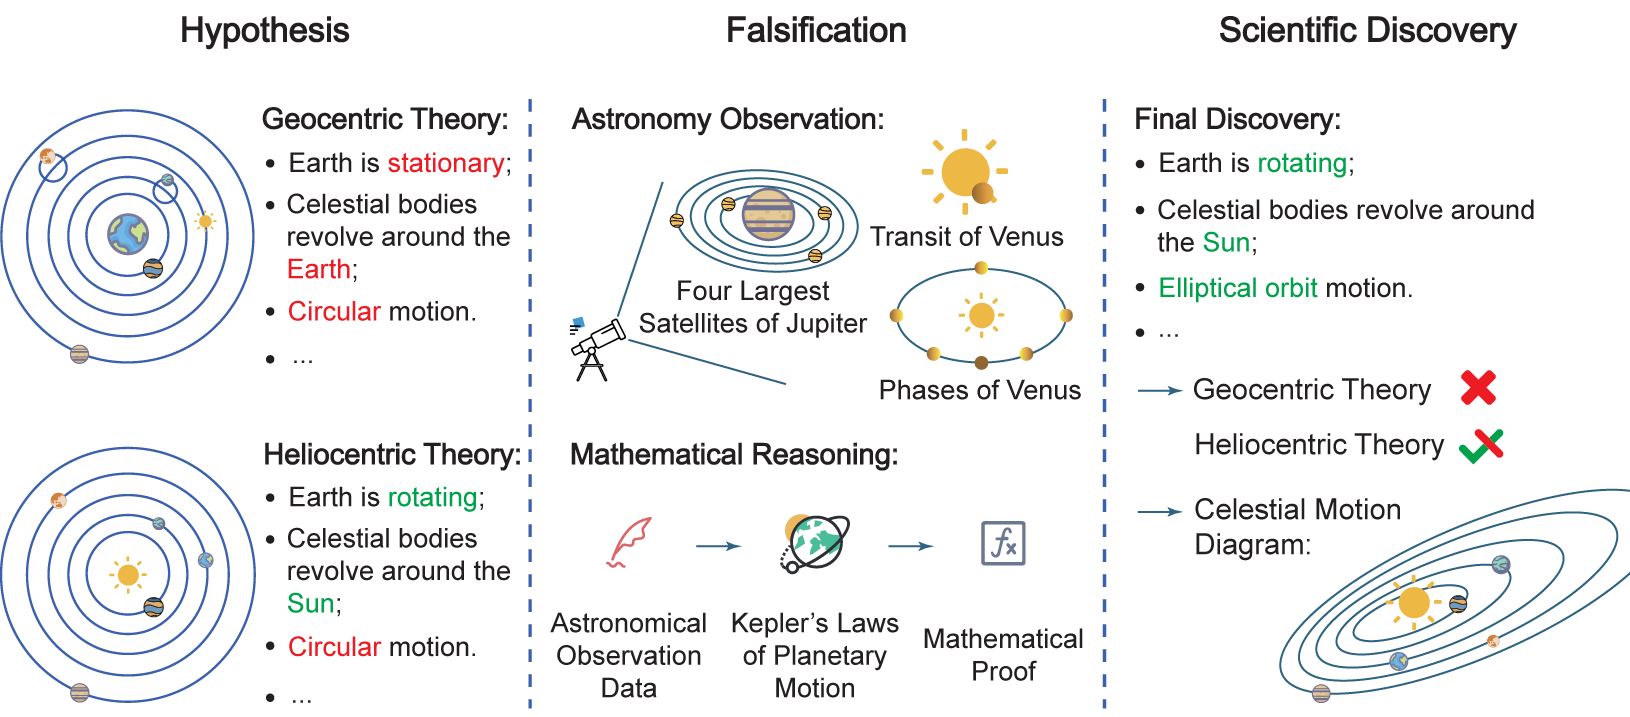 Hypothesis
Geocentric Theory:
• Earth is stationary;
• Celestial bodies
revolve around the
Earth;
• Circular motion.
• ...
Heliocentric Theory:
• Earth is rotating;
• Celestial bodies
revolve around the
Sun;
• Circular motion.
• ...
Falsification
Astronomy Observation:
Four Largest
Satellites of Jupiter
Transit of Venus
Phases of Venus
Mathematical Reasoning:
Astronomical
Observation
Data
Kepler's Laws
of Planetary
Motion
fx
Mathematical
Proof
Scientific Discovery
Final Discovery:
• Earth is rotating;
• Celestial bodies revolve around
the Sun;
• Elliptical orbit motion.
• ...
Geocentric Theory
Heliocentric Theory
Celestial Motion
Diagram: